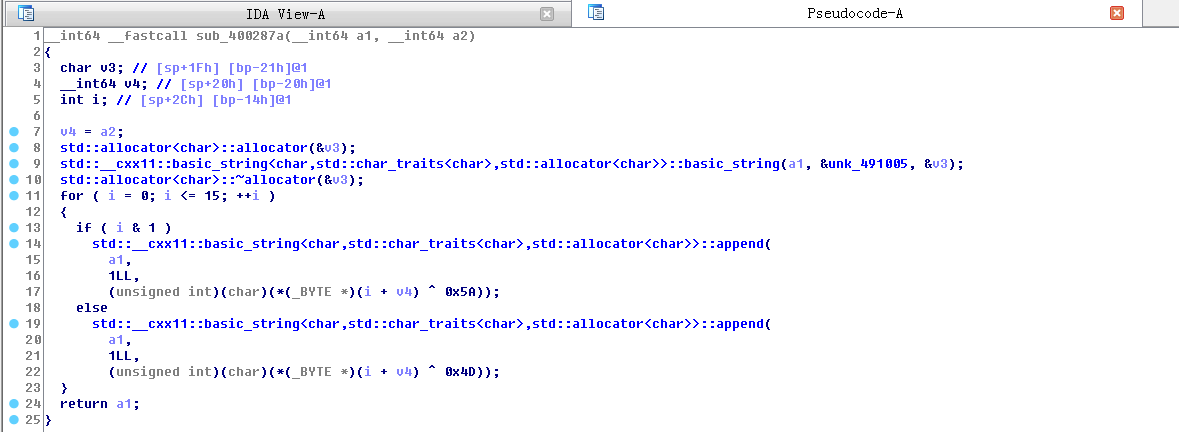 IDA View-A
Pseudocode-A
1 __int64 __fastcall sub_400287a(__int64 a1, __int64 a2)
2 {
3   char v3; // [sp+1Fh] [bp-21h]@1
4   __int64 v4; // [sp+20h] [bp-20h]@1
5   int i; // [sp+2Ch] [bp-14h]@1
6
7   v4 = a2;
8   std::allocator<char>::allocator(&v3);
9   std::__cxx11::basic_string<char,std::char_traits<char>,std::allocator<char>>::basic_string(a1, &unk_491005, &v3);
10   std::allocator<char>::~allocator(&v3);
11   for ( i = 0; i <= 15; ++i )
12   {
13     if ( i & 1 )
14       std::__cxx11::basic_string<char,std::char_traits<char>,std::allocator<char>>::append(
15         a1,
16         1LL,
17         (unsigned int)(char)(*(_BYTE *)(i + v4) ^ 0x5A));
18     else
19       std::__cxx11::basic_string<char,std::char_traits<char>,std::allocator<char>>::append(
20         a1,
21         1LL,
22         (unsigned int)(char)(*(_BYTE *)(i + v4) ^ 0x4D));
23   }
24   return a1;
25 }